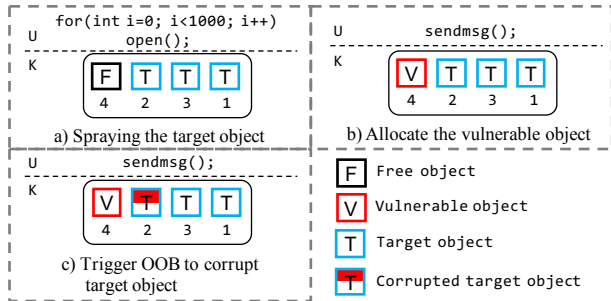 for(int i=0; i<1000; i++)
U
open();
K
F T T T
4 2 3 1
a) Spraying the target object
U
sendmsg();
K
V T T T
4 2 3 1
b) Allocate the vulnerable object
U
sendmsg();
K
V T T T
4 2 3 1
c) Trigger OOB to corrupt
target object
F Free object
V Vulnerable object
T Target object
T Corrupted target object